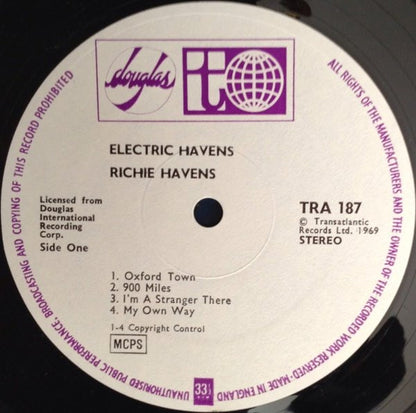 douglas
to
ELECTRIC HAVENS
RICHIE HAVENS
Licensed from
Douglas
International
Recording
Corp.
Side One
TRA 187
© Transatlantic
Records Ltd. 1969
STEREO
1. Oxford Town
2. 900 Miles
3. I'm A Stranger There
4. My Own Way
1-4 Copyright Control
MCPS
33⅓
ALL RIGHTS OF THE MANUFACTURERS AND OF THE OWNER OF THE RECORDED WORK RESERVED-MADE IN ENGLAND
UNAUTHORISED PUBLIC PERFORMANCE, BROADCASTING AND COPYING OF THIS RECORD PROHIBITED